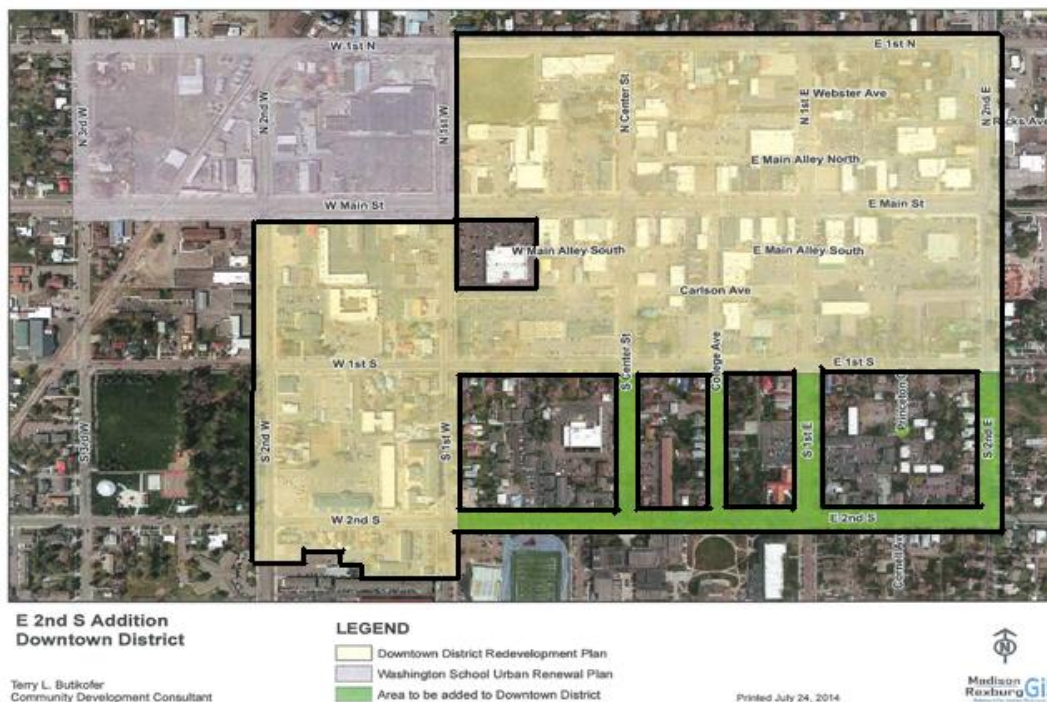 W 1st N
E 1st N
N 3rd W
N 2nd W
N 1st W
N Center St
N 1st E
Webster Ave
N 2nd E
E Main Alley North
W Main St
E Main St
W Main Alley South
E Main Alley South
Carlson Ave
W 1st S
S Center St
College Ave
E 1st S
S 3rd W
S 2nd W
S 1st W
S 1st E
S 2nd E
W 2nd S
E 2nd S
E 2nd S Addition
Downtown District
Terry L. Butikofer
Community Development Consultant
LEGEND
Downtown District Redevelopment Plan
Washington School Urban Renewal Plan
Area to be added to Downtown District
Printed July 24, 2014
N
Madison
Rexburg